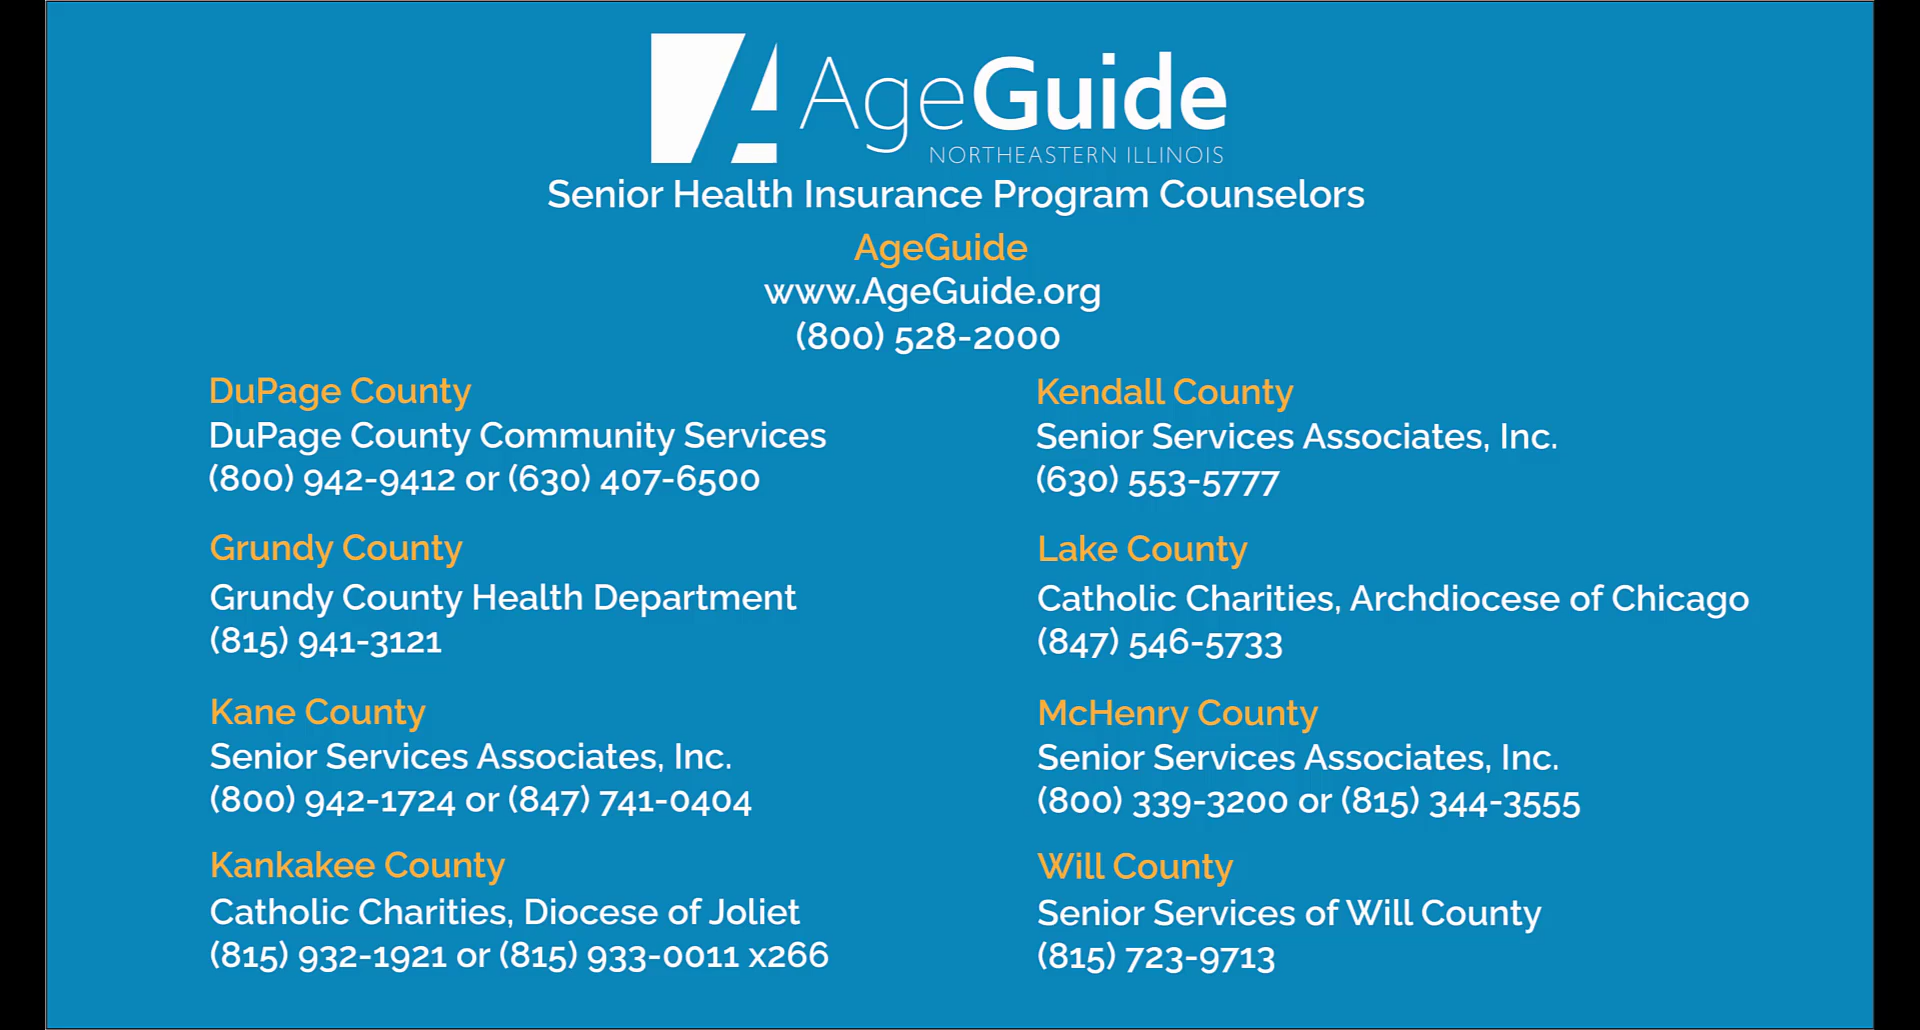 AgeGuide
NORTHEASTERN ILLINOIS
Senior Health Insurance Program Counselors
AgeGuide
www.AgeGuide.org
(800) 528-2000
DuPage County
DuPage County Community Services
(800) 942-9412 or (630) 407-6500
Grundy County
Grundy County Health Department
(815) 941-3121
Kane County
Senior Services Associates, Inc.
(800) 942-1724 or (847) 741-0404
Kankakee County
Catholic Charities, Diocese of Joliet
(815) 932-1921 or (815) 933-0011 x266
Kendall County
Senior Services Associates, Inc.
(630) 553-5777
Lake County
Catholic Charities, Archdiocese of Chicago
(847) 546-5733
McHenry County
Senior Services Associates, Inc.
(800) 339-3200 or (815) 344-3555
Will County
Senior Services of Will County
(815) 723-9713